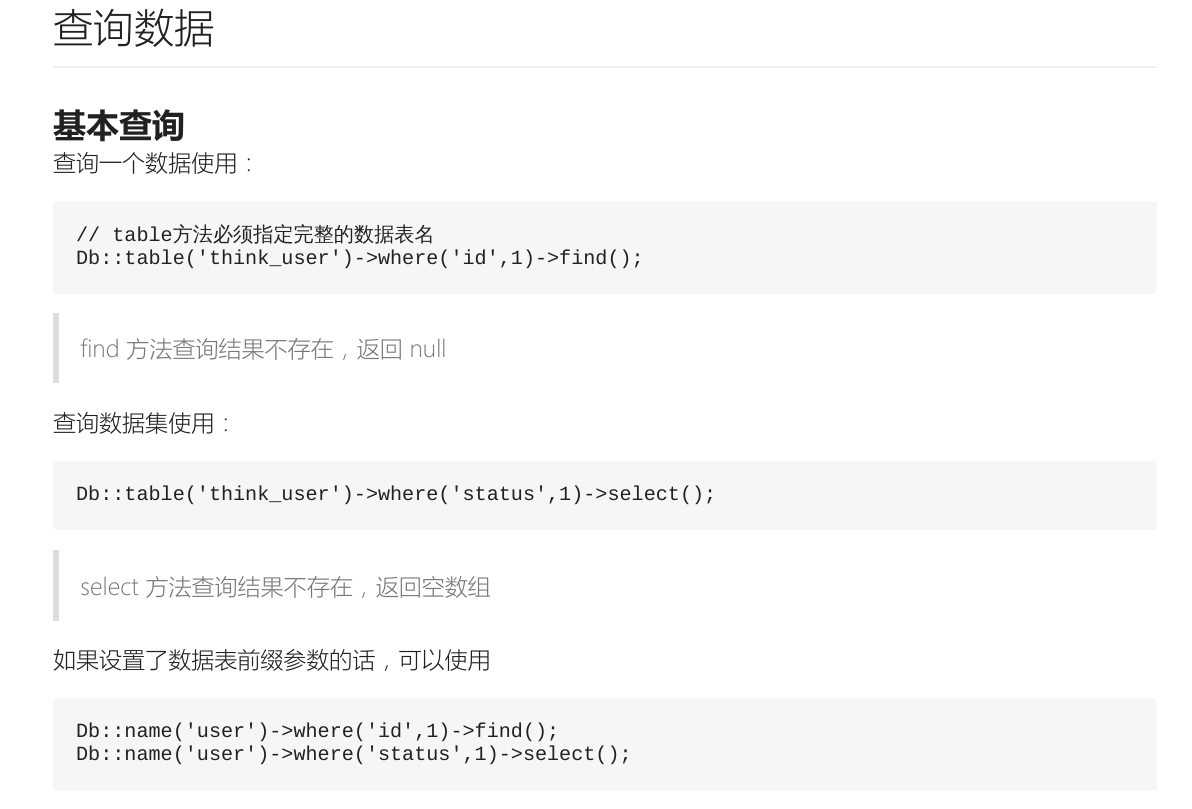 查询数据
基本查询
查询一个数据使用：
// table方法必须指定完整的数据表名
Db::table('think_user')->where('id',1)->find();
find 方法查询结果不存在，返回 null
查询数据集使用：
Db::table('think_user')->where('status',1)->select();
select 方法查询结果不存在，返回空数组
如果设置了数据表前缀参数的话，可以使用
Db::name('user')->where('id',1)->find();
Db::name('user')->where('status',1)->select();